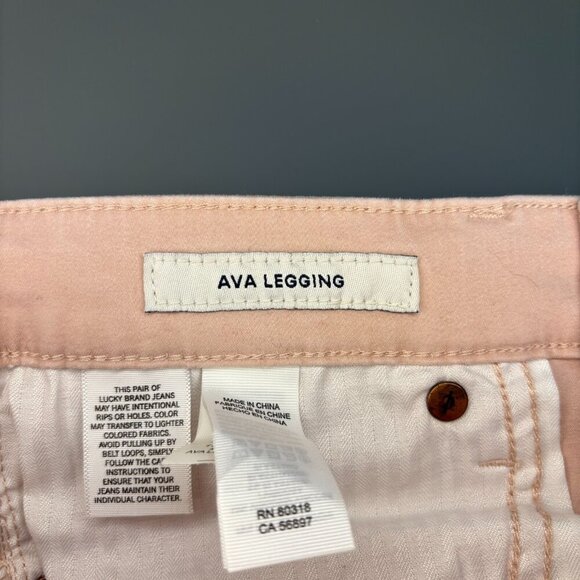 AVA LEGGING
THIS PAIR OF
LUCKY BRAND JEANS
MAY HAVE INTENTIONAL
RIPS OR HOLES. COLOR
MAY TRANSFER TO LIGHTER
COLORED FABRICS.
AVOID PULLING UP BY
BELT LOOPS, SIMPLY
FOLLOW THE
INSTRUCTIONS TO
ENSURE THAT YOUR
JEANS MAINTAIN THEIR
INDIVIDUAL CHARACTER.
AVA
MADE IN CHINA
FABRIQUÉ EN CHINE
HECHO EN CHINA
RN 80318
CA 56897